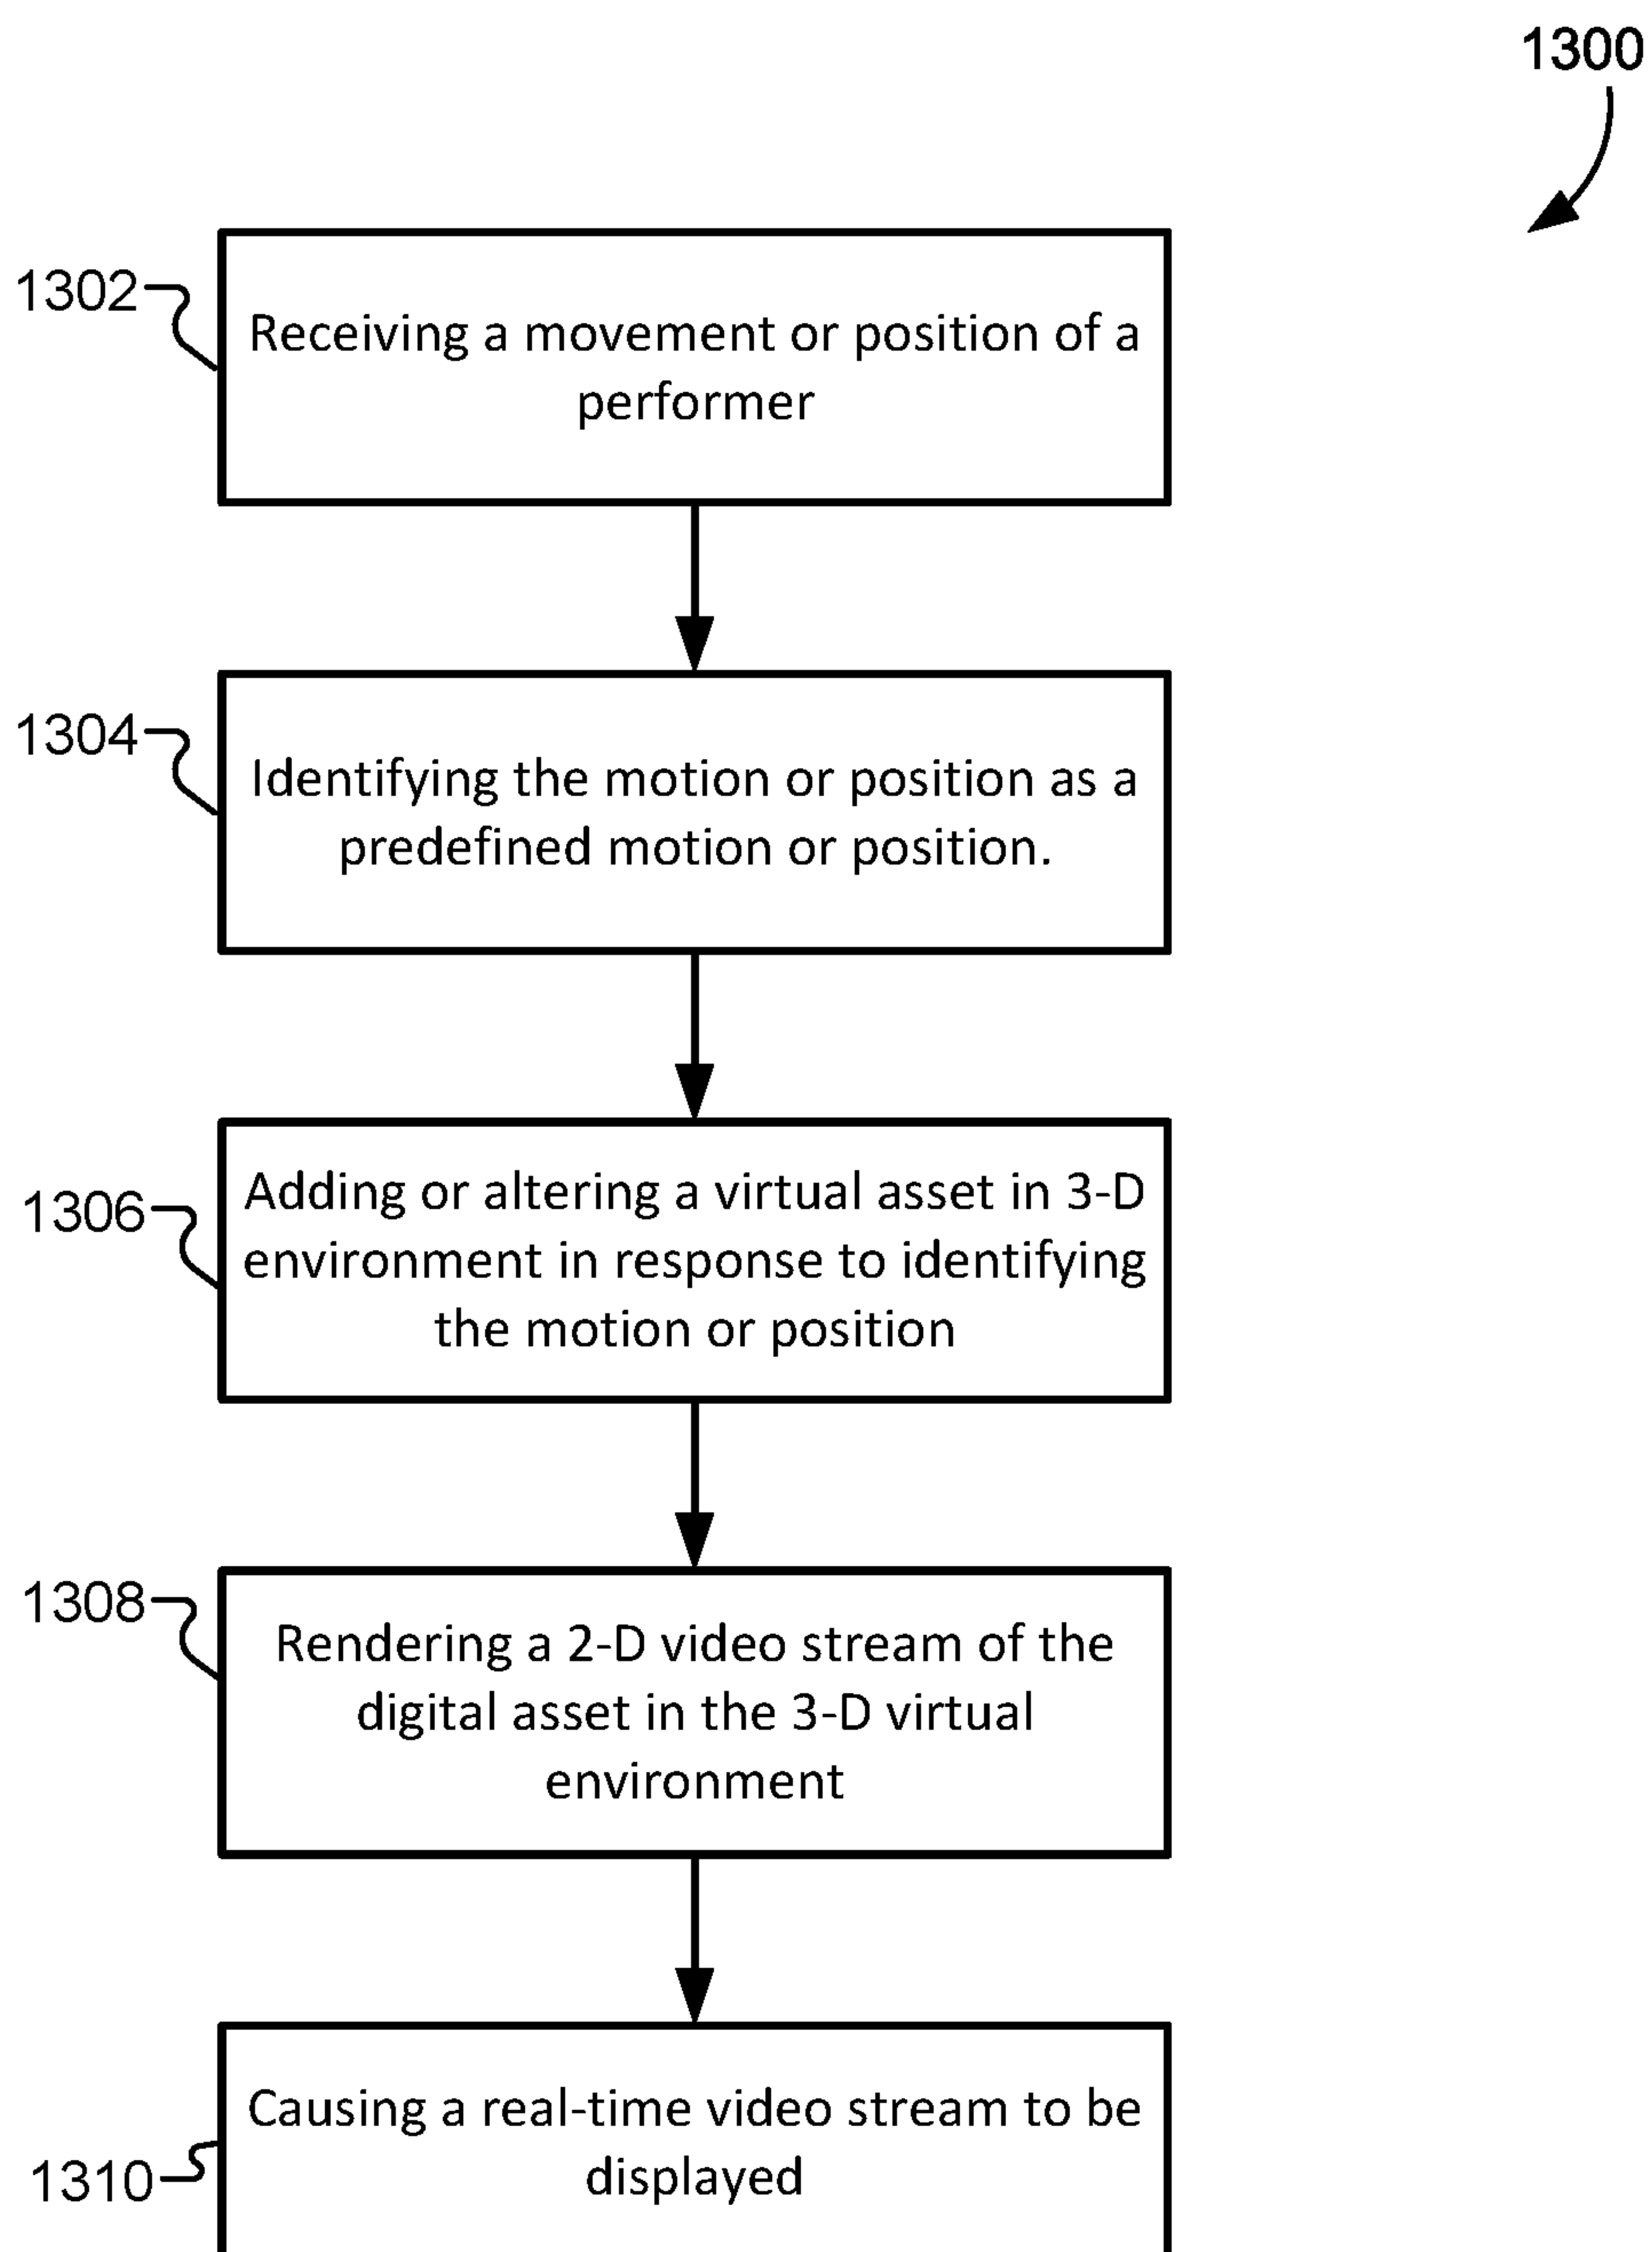 1300
1302
Receiving a movement or position of a
performer
1304
Identifying the motion or position as a
predefined motion or position.
1306
Adding or altering a virtual asset in 3-D
environment in response to identifying
the motion or position
1308
Rendering a 2-D video stream of the
digital asset in the 3-D virtual
environment
1310
Causing a real-time video stream to be
displayed